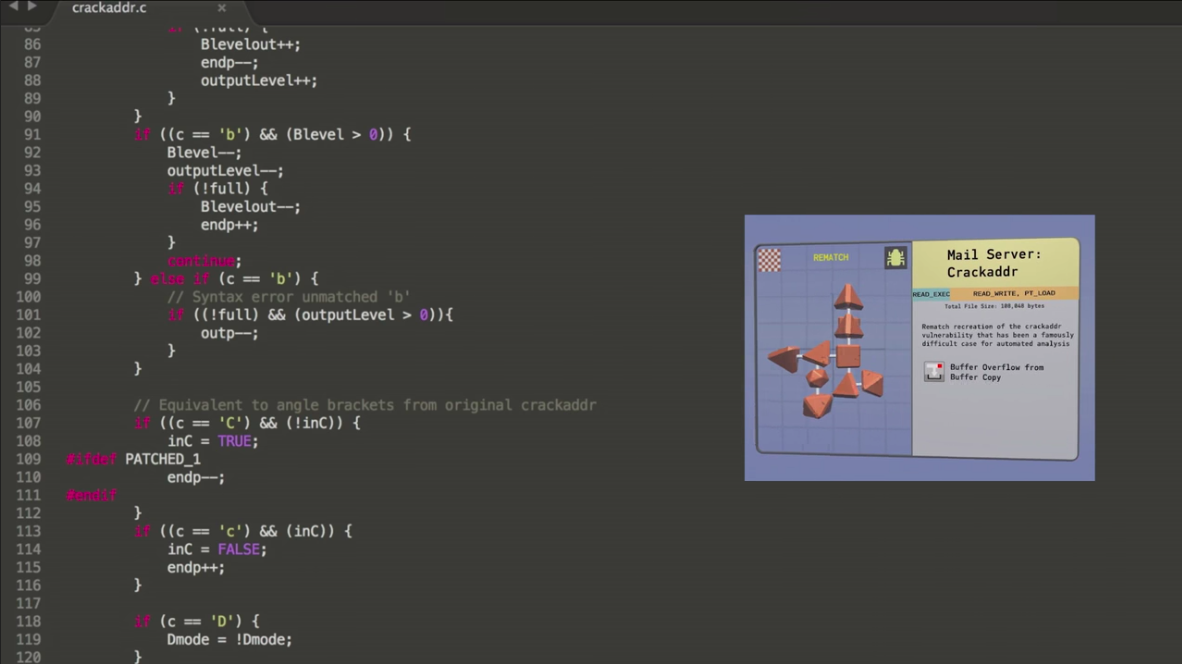 crackaddr.c ×
85 if (!full) {
86 Blevelout++;
87 endp--;
88 outputLevel++;
89 }
90 }
91 if ((c == 'b') && (Blevel > 0)) {
92 Blevel--;
93 outputLevel--;
94 if (!full) {
95 Blevelout--;
96 endp++;
97 }
98 continue;
99 } else if (c == 'b') {
100 // Syntax error unmatched 'b'
101 if ((!full) && (outputLevel > 0)){
102 outp--;
103 }
104 }
105
106 // Equivalent to angle brackets from original crackaddr
107 if ((c == 'C') && (!inC)) {
108 inC = TRUE;
109 #ifdef PATCHED_1
110 endp--;
111 #endif
112 }
113 if ((c == 'c') && (inC)) {
114 inC = FALSE;
115 endp++;
116 }
117
118 if (c == 'D') {
119 Dmode = !Dmode;
120 }
REMATCH
Mail Server:
Crackaddr
READ_EXEC READ_WRITE, PT_LOAD
Total File Size: 108,048 bytes
Rematch recreation of the crackaddr
vulnerability that has been a famously
difficult case for automated analysis
Buffer Overflow from
Buffer Copy